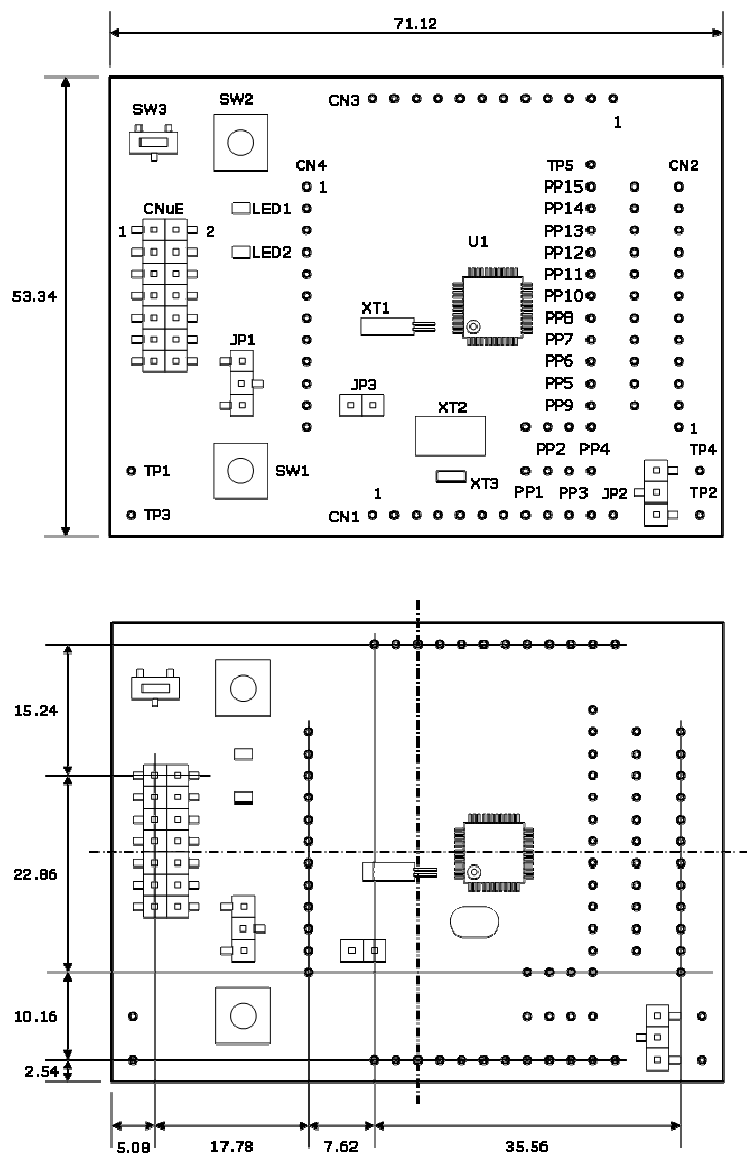 71.12
SW3 SW2 CN3
1
CN4 TP5 CN2
1 PP15
CNuE LED1 PP14
1 2 PP13
U1
LED2 PP12
PP11
53.34 PP10
XT1 PP8
JP1 PP7
PP6
JP3 PP5
XT2 PP9
1
PP2 PP4 TP4
TP1 SW1 XT3
1 PP1 PP3 JP2 TP2
TP3 CN1
15.24
22.86
10.16
2.54
5.08 17.78 7.62 35.56